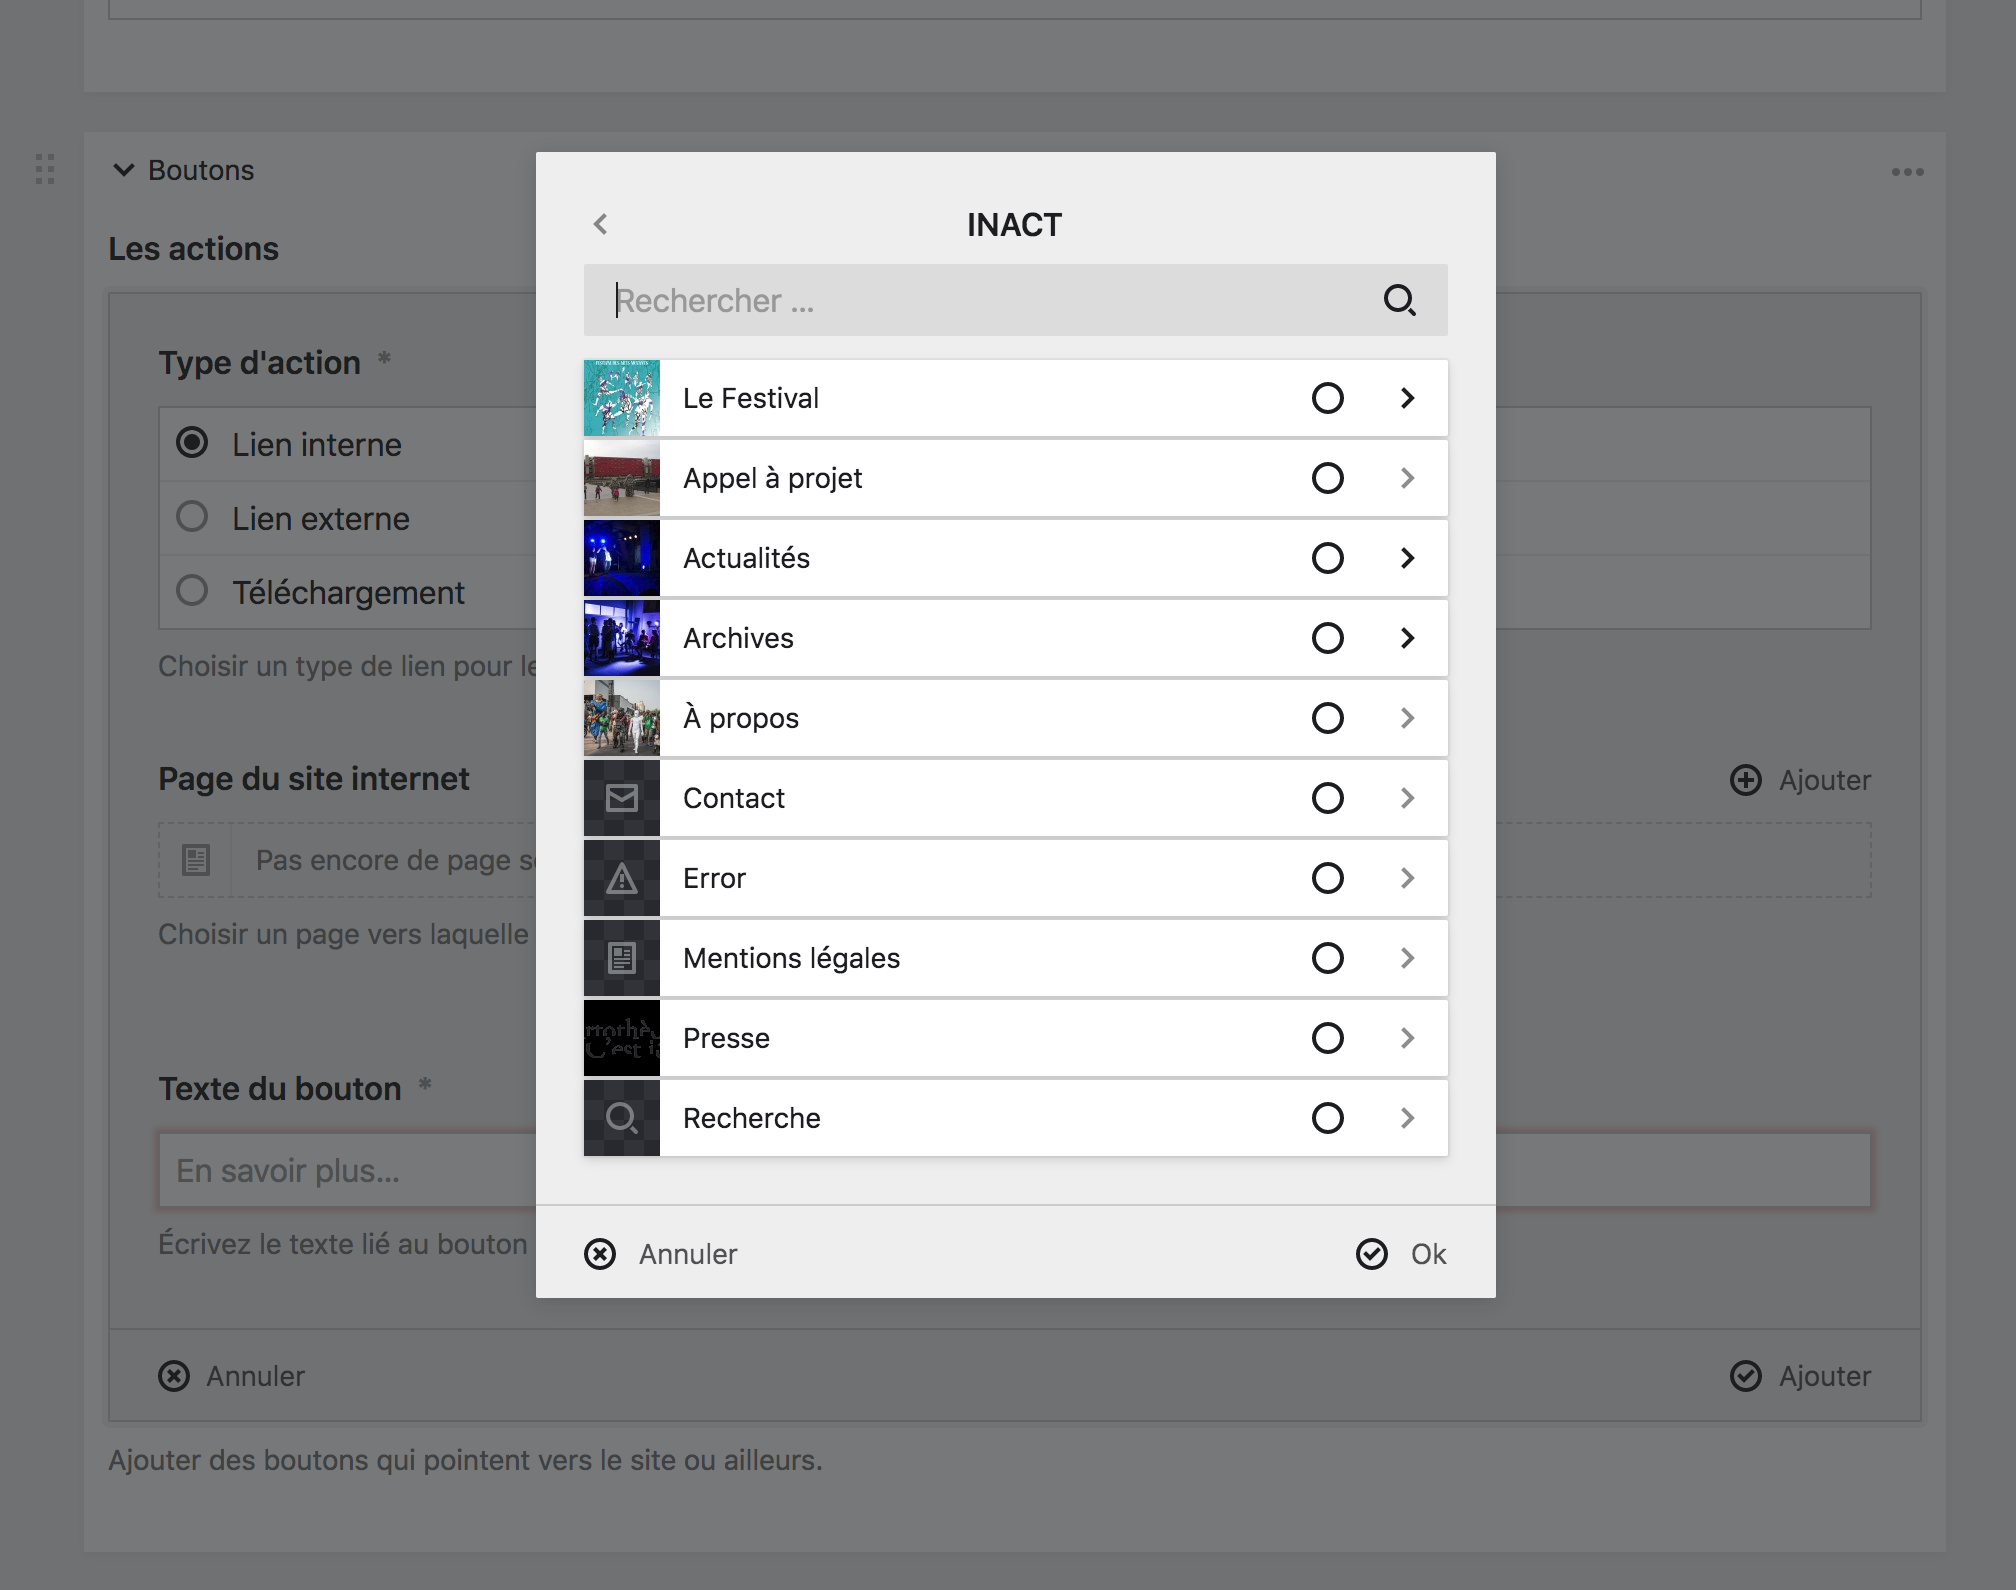 Boutons
Les actions
Type d'action *
Lien interne
Lien externe
Téléchargement
Choisir un type de lien pour
Page du site internet
Ajouter
Pas encore de page
Choisir un page vers laquelle
Texte du bouton *
En savoir plus...
Écrivez le texte lié au bouton
Annuler
Ajouter
Ajouter des boutons qui pointent vers le site ou ailleurs.
INACT
Rechercher ...
Le Festival
Appel à projet
Actualités
Archives
À propos
Contact
Error
Mentions légales
Presse
Recherche
Annuler
Ok